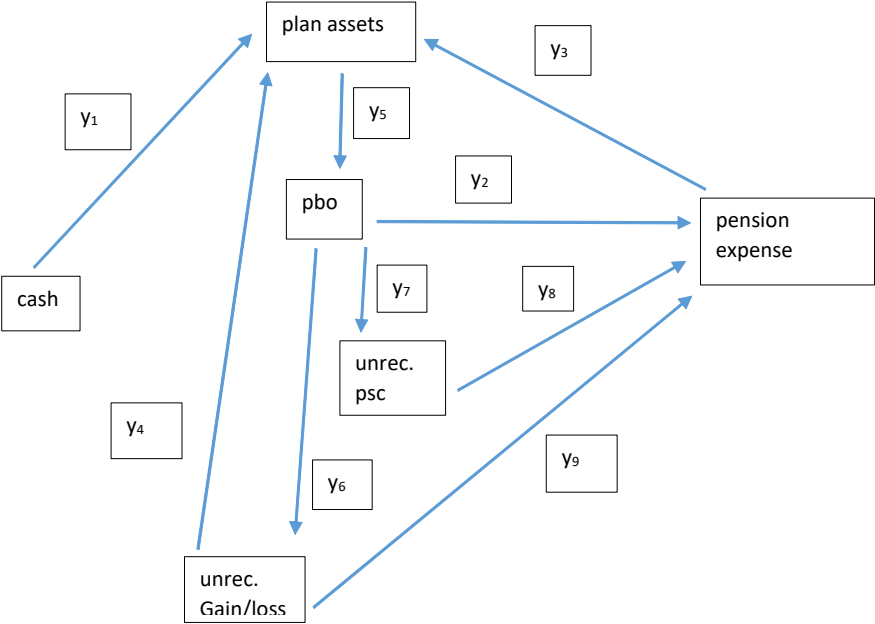 plan assets
y₃
y₁
y₅
y₂
pbo
pension
expense
y₇
y₈
cash
unrec.
psc
y₄
y₉
y₆
unrec.
Gain/loss